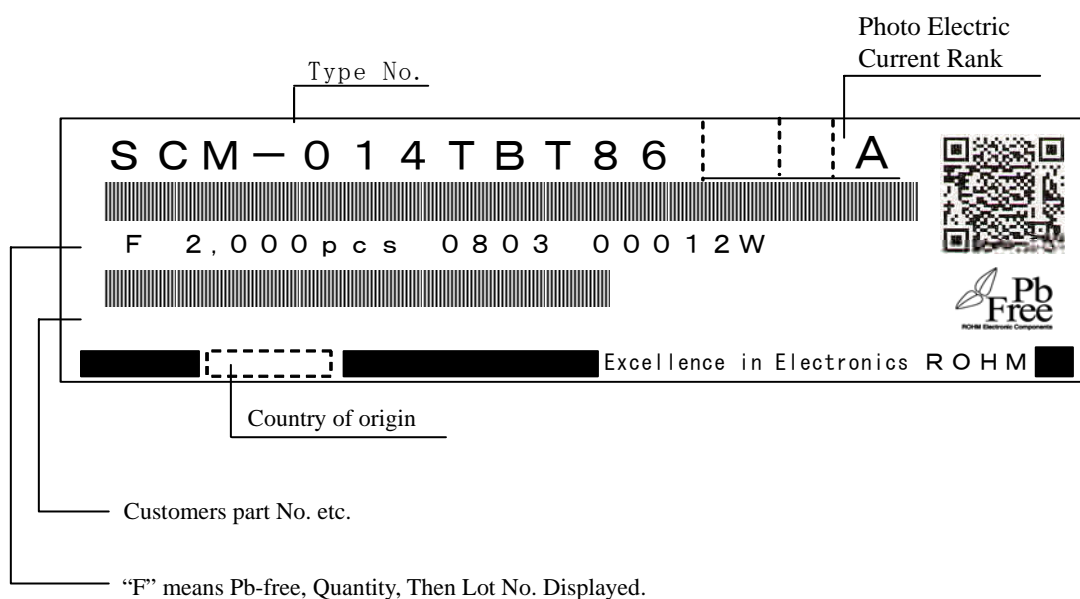 Photo Electric
Current Rank
Type No.
SCM-014TBT86 A
F 2,000pcs 0803 00012W
Pb
Free
ROHM Electronic Components
Excellence in Electronics ROHM
Country of origin
Customers part No. etc.
“F” means Pb-free, Quantity, Then Lot No. Displayed.